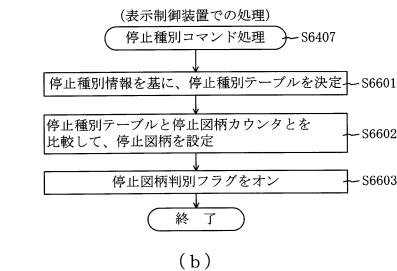 (表示制御装置での処理)
停止種別コマンド処理 S6407
停止種別情報を基に、停止種別テーブルを決定 S6601
停止種別テーブルと停止図柄カウンタとを
比較して、停止図柄を設定 S6602
停止図柄判別フラグをオン S6603
終 了
(b)